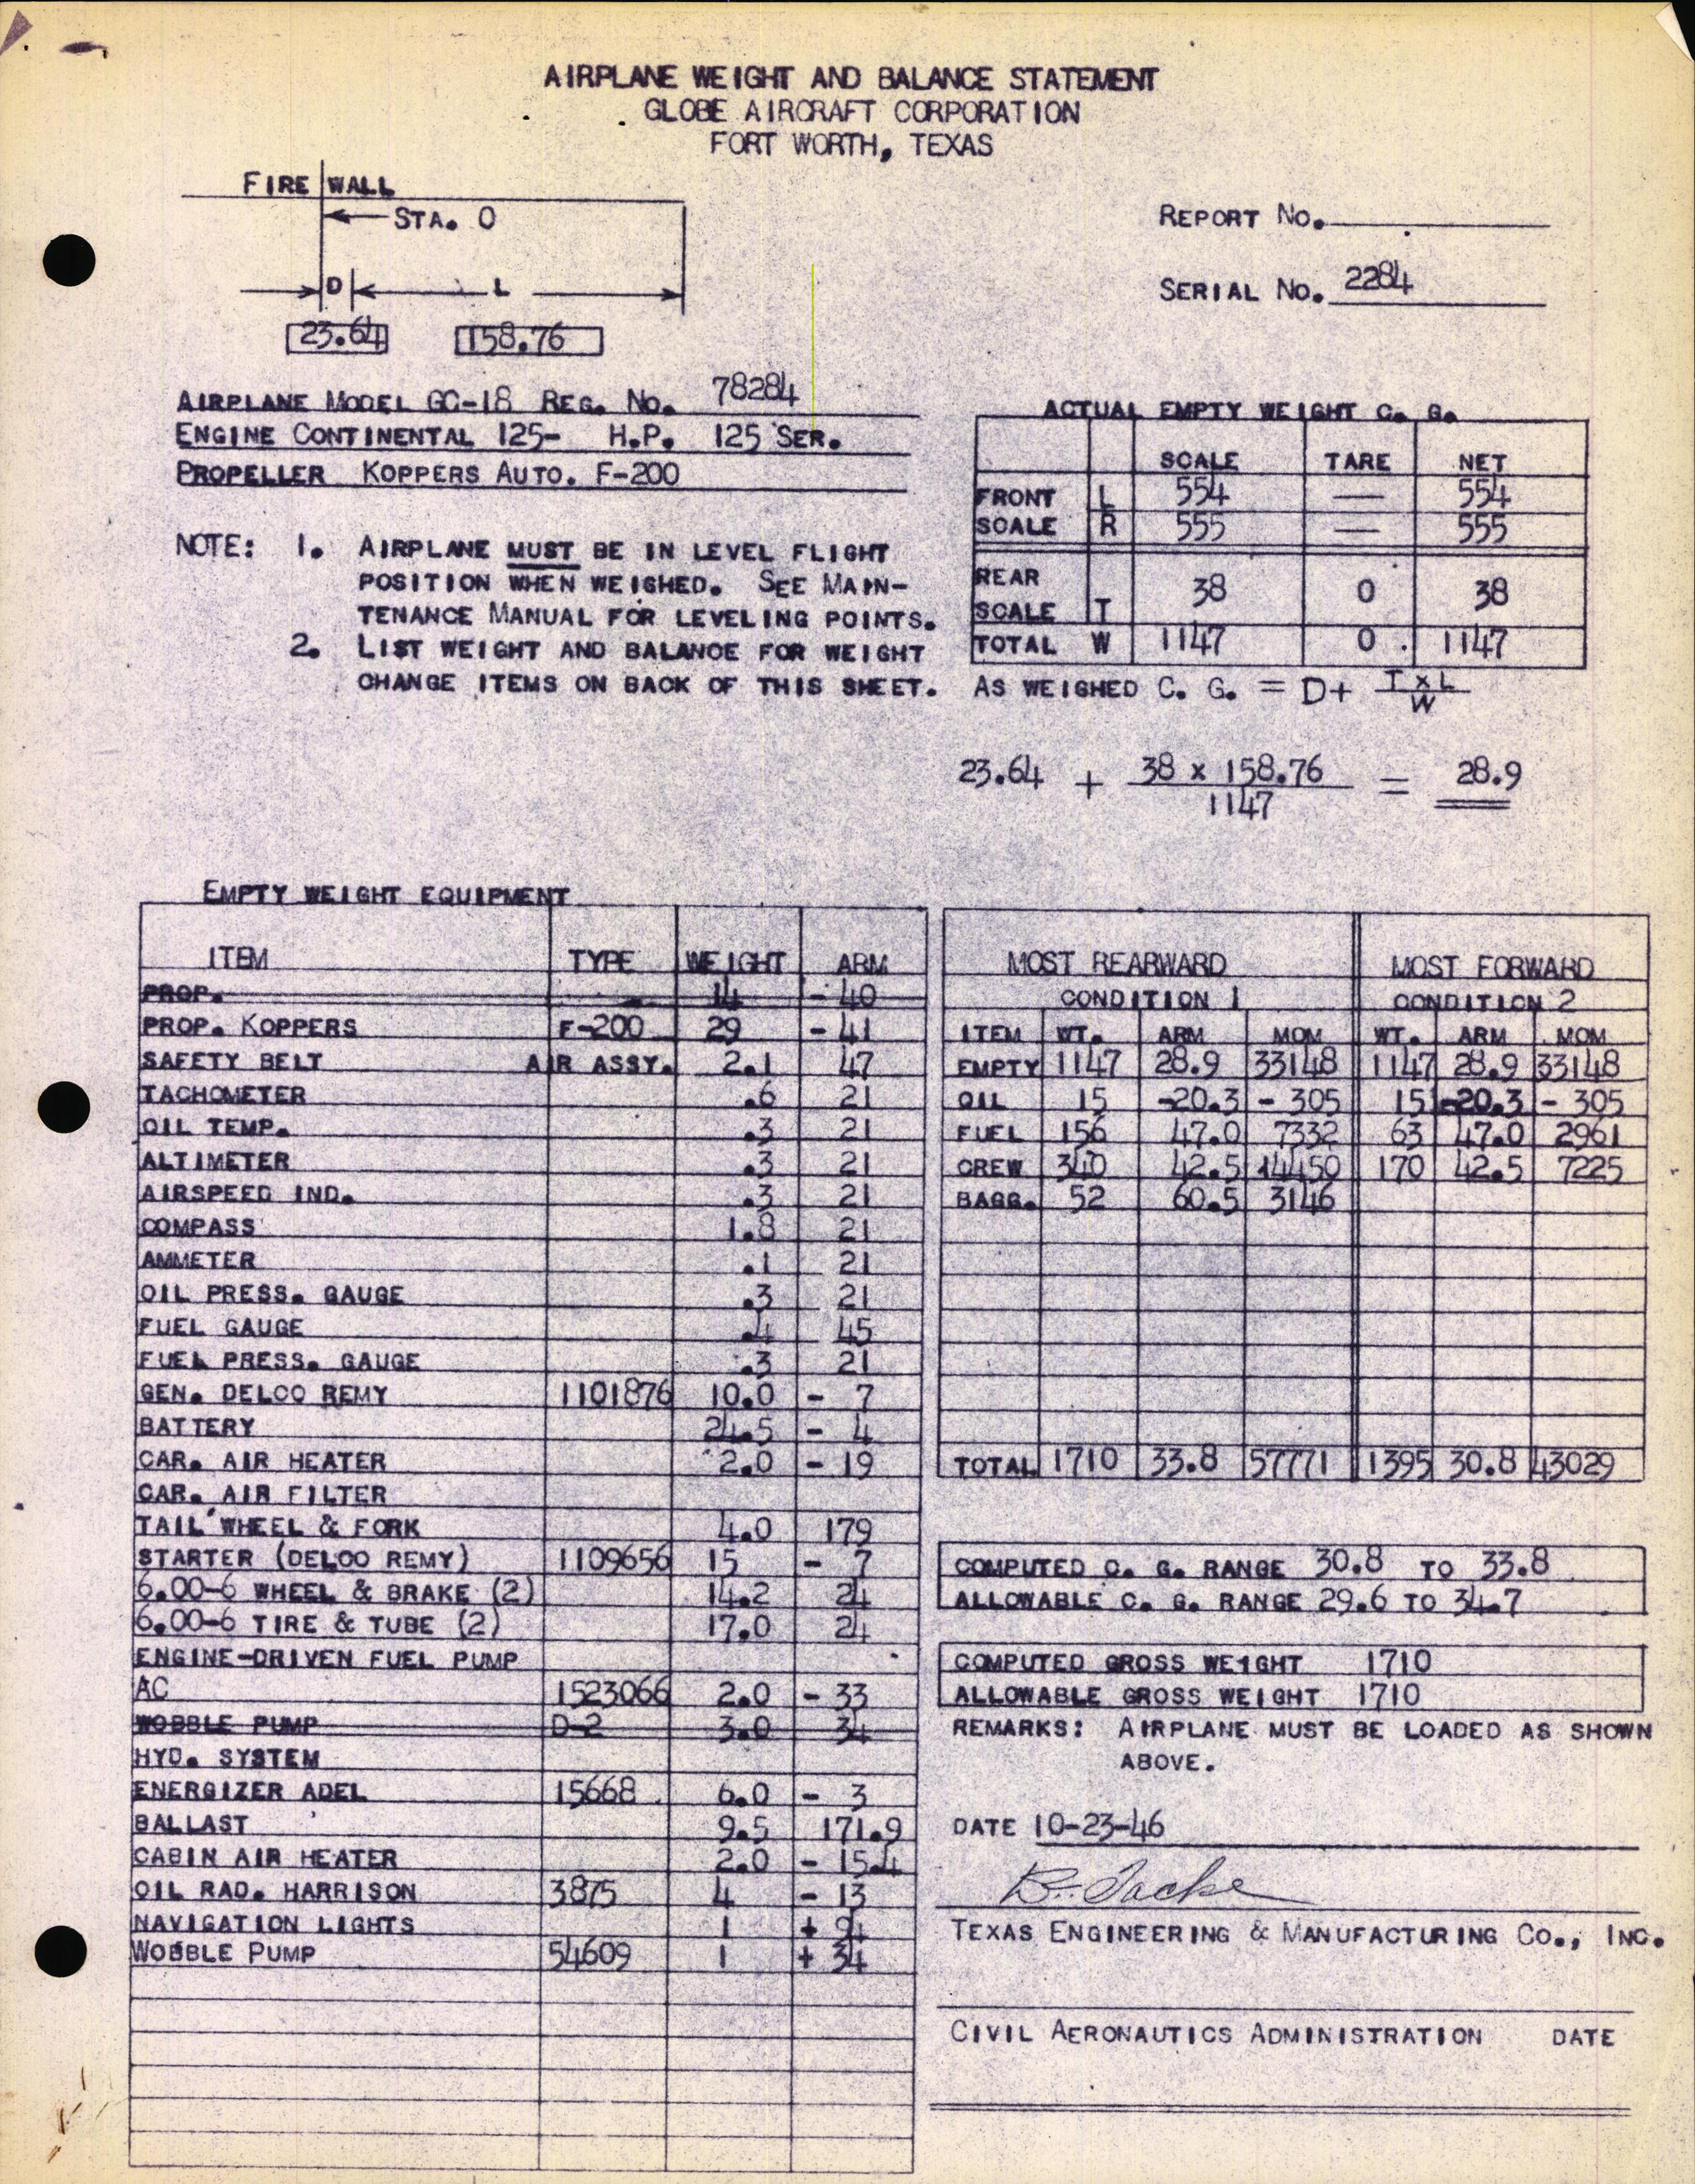 AIRPLANE WEIGHT AND BALANCE STATEMENT
GLOBE AIRCRAFT CORPORATION
FORT WORTH, TEXAS
FIRE WALL
STA. 0
D L
23.64 158.76
REPORT NO.
SERIAL NO. 2284
AIRPLANE MODEL GC-1B REG. NO. 78284
ENGINE CONTINENTAL 125- H.P. 125 SER.
PROPELLER KOPPERS AUTO. F-200
NOTE: 1. AIRPLANE MUST BE IN LEVEL FLIGHT
POSITION WHEN WEIGHED. SEE MAIN-
TENANCE MANUAL FOR LEVELING POINTS.
2. LIST WEIGHT AND BALANCE FOR WEIGHT
CHANGE ITEMS ON BACK OF THIS SHEET.
ACTUAL EMPTY WEIGHT C. G.
SCALE TARE NET
FRONT L 554 — 554
SCALE R 555 — 555
REAR
SCALE T 38 0 38
TOTAL W 1147 0 1147
AS WEIGHED C. G. = D+ T x L
W
23.64 + 38 x 158.76 = 28.9
1147
EMPTY WEIGHT EQUIPMENT
ITEM TYPE WEIGHT ARM
PROP. 14 - 40
PROP. KOPPERS F-200 29 - 41
SAFETY BELT AIR ASSY. 2.1 47
TACHOMETER .6 21
OIL TEMP. .3 21
ALTIMETER .3 21
AIRSPEED IND. .3 21
COMPASS 1.8 21
AMMETER .1 21
OIL PRESS. GAUGE .3 21
FUEL GAUGE .4 45
FUEL PRESS. GAUGE .3 21
GEN. DELCO REMY 1101876 10.0 - 7
BATTERY 24.5 - 4
CAR. AIR HEATER 2.0 - 19
CAR. AIR FILTER
TAIL WHEEL & FORK 4.0 179
STARTER (DELCO REMY) 1109656 15 - 7
6.00-6 WHEEL & BRAKE (2) 14.2 24
6.00-6 TIRE & TUBE (2) 17.0 24
ENGINE-DRIVEN FUEL PUMP
AC 1523066 2.0 - 33
WOBBLE PUMP D-2 3.0 34
HYD. SYSTEM
ENERGIZER ADEL 15668 6.0 - 3
BALLAST 9.5 171.9
CABIN AIR HEATER 2.0 - 15.4
OIL RAD. HARRISON 3875 4 - 13
NAVIGATION LIGHTS 1 + 94
WOBBLE PUMP 54609 1 + 34
MOST REARWARD MOST FORWARD
CONDITION 1 CONDITION 2
ITEM WT. ARM MOM WT. ARM MOM
EMPTY 1147 28.9 33148 1147 28.9 33148
OIL 15 -20.3 - 305 15 -20.3 - 305
FUEL 156 47.0 7332 63 47.0 2961
CREW 340 42.5 14450 170 42.5 7225
BAGG. 52 60.5 3146
TOTAL 1710 33.8 57771 1395 30.8 43029
COMPUTED C. G. RANGE 30.8 TO 33.8
ALLOWABLE C. G. RANGE 29.6 TO 34.7
COMPUTED GROSS WEIGHT 1710
ALLOWABLE GROSS WEIGHT 1710
REMARKS: AIRPLANE MUST BE LOADED AS SHOWN
ABOVE.
DATE 10-23-46
TEXAS ENGINEERING & MANUFACTURING CO., INC.
CIVIL AERONAUTICS ADMINISTRATION DATE